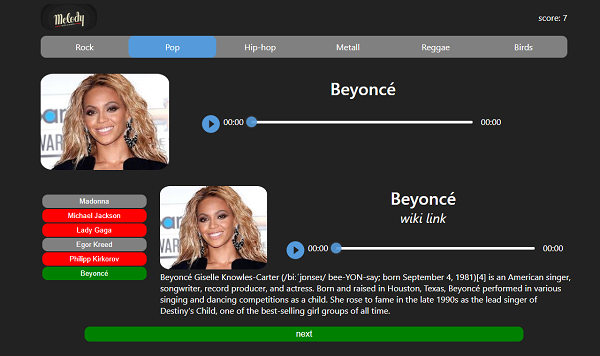 Melody
score: 7
Rock
Pop
Hip-hop
Metall
Reggae
Birds
Beyoncé
00:00
00:00
Madonna
Michael Jackson
Lady Gaga
Egor Kreed
Philipp Kirkorov
Beyoncé
Beyoncé
wiki link
00:00
00:00
Beyoncé Giselle Knowles-Carter (/biːˈjɒnseɪ/ bee-YON-say; born September 4, 1981)[4] is an American singer,
songwriter, record producer, and actress. Born and raised in Houston, Texas, Beyoncé performed in various
singing and dancing competitions as a child. She rose to fame in the late 1990s as the lead singer of
Destiny's Child, one of the best-selling girl groups of all time.
next